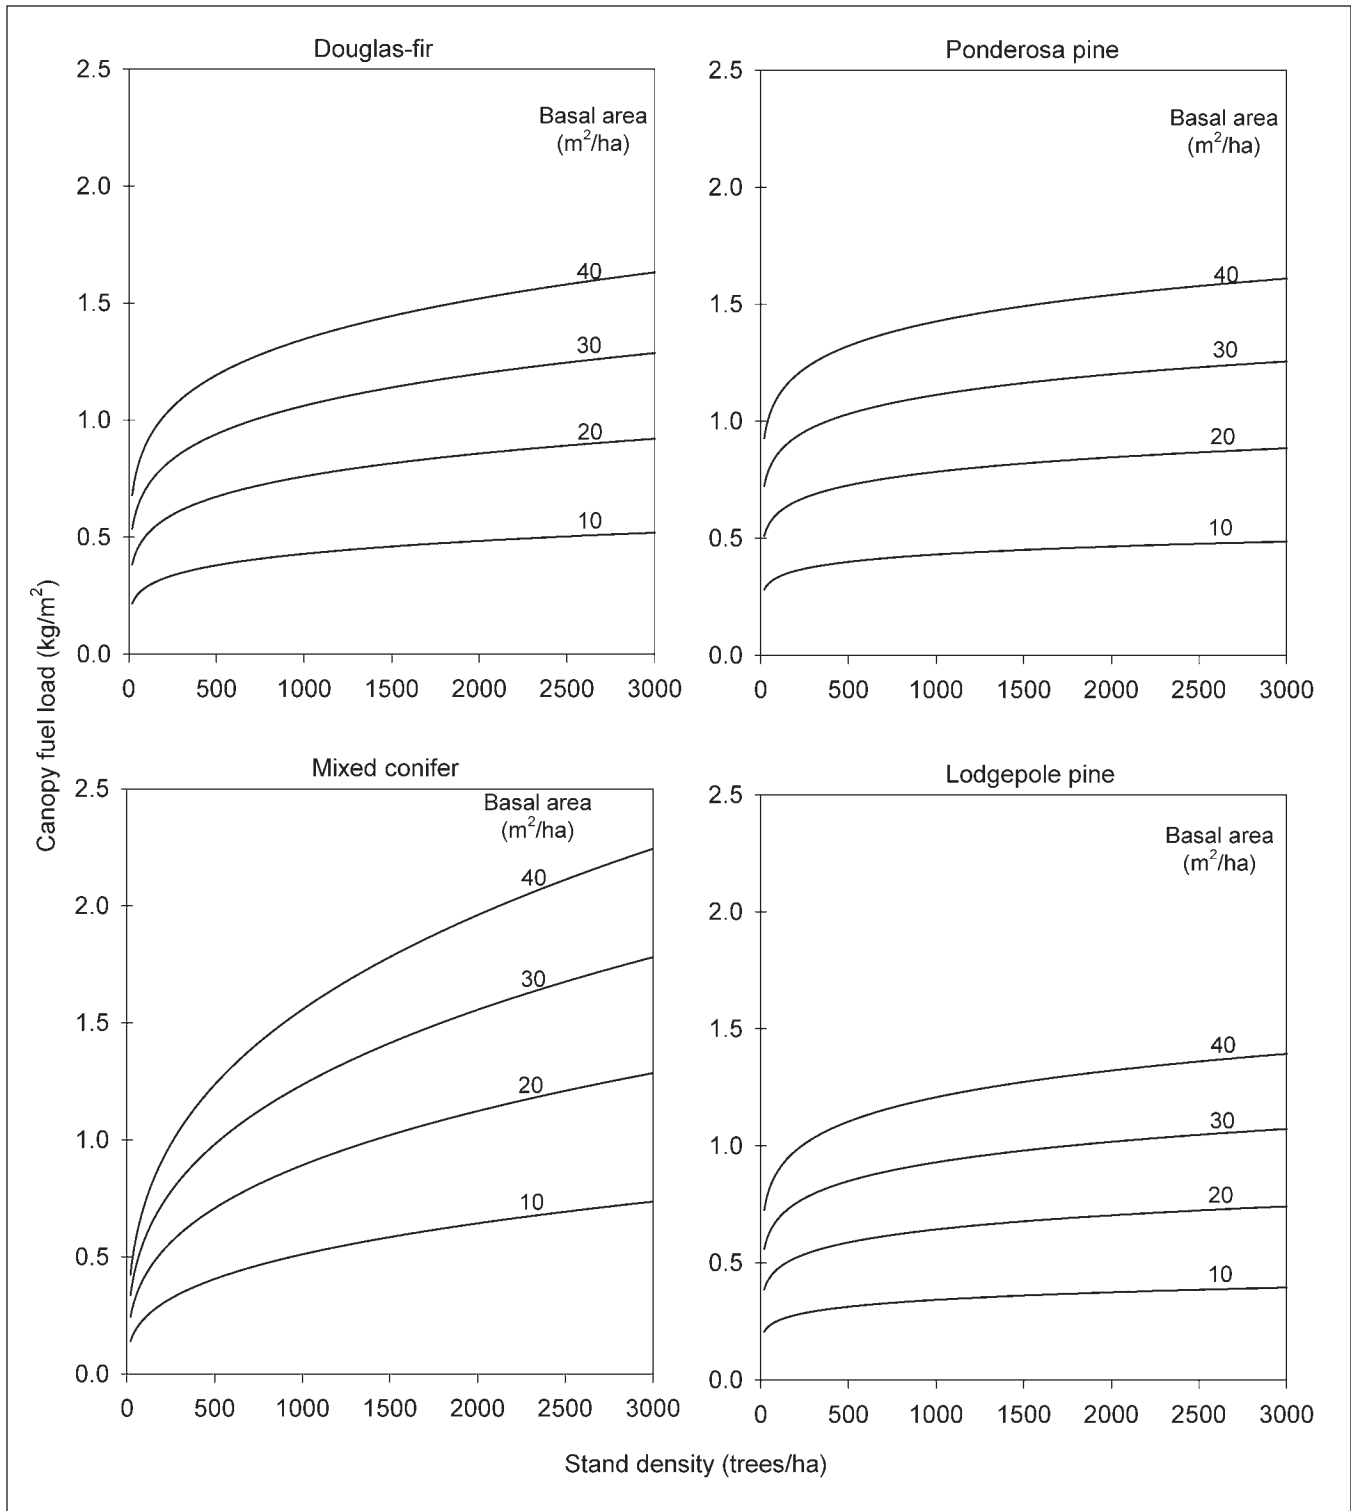 Douglas-fir
2.5
2.0
1.5
1.0
0.5
0.0
Basal area
(m²/ha)
40
30
20
10
0 500 1000 1500 2000 2500 3000
Ponderosa pine
2.5
2.0
1.5
1.0
0.5
0.0
Basal area
(m²/ha)
40
30
20
10
0 500 1000 1500 2000 2500 3000
Canopy fuel load (kg/m²)
Mixed conifer
2.5
2.0
1.5
1.0
0.5
0.0
Basal area
(m²/ha)
40
30
20
10
0 500 1000 1500 2000 2500 3000
Lodgepole pine
2.5
2.0
1.5
1.0
0.5
0.0
Basal area
(m²/ha)
40
30
20
10
0 500 1000 1500 2000 2500 3000
Stand density (trees/ha)